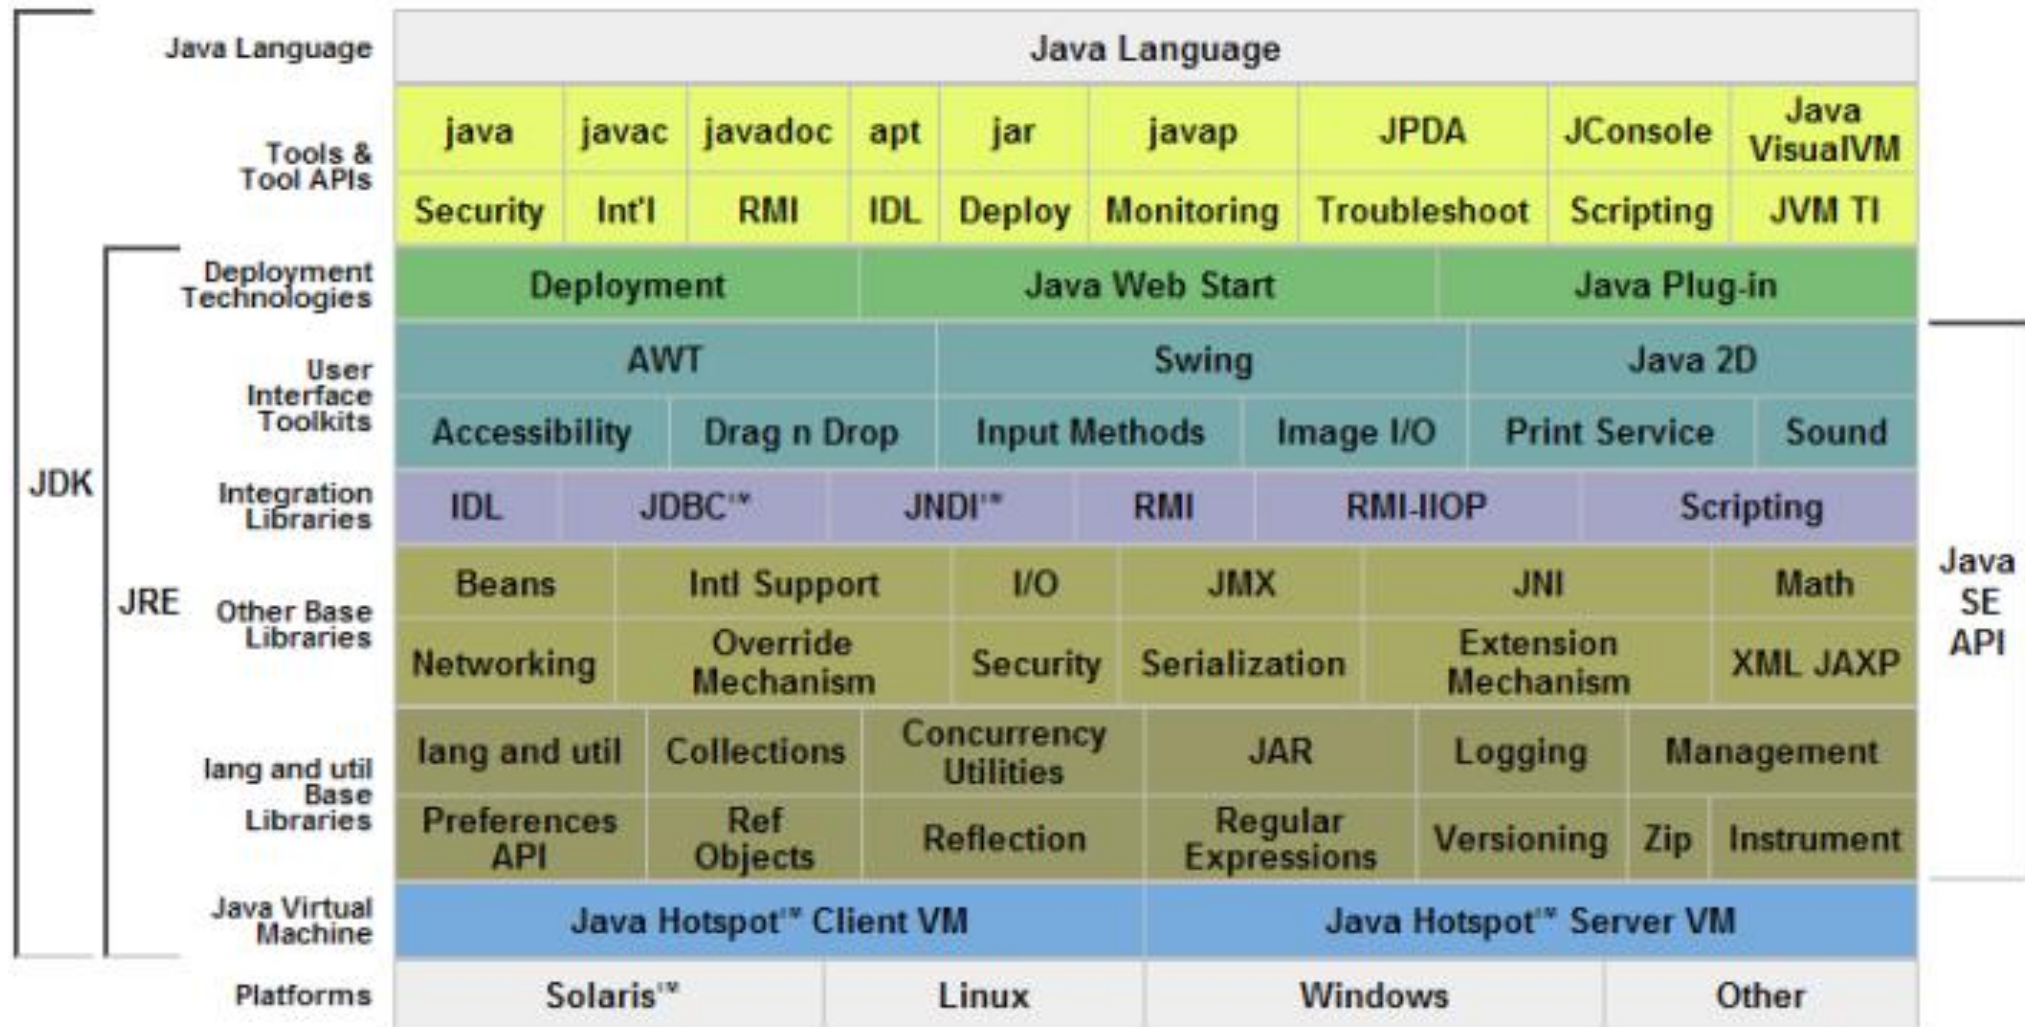 Java Language
Java Language
Tools &
Tool APIs
java javac javadoc apt jar javap JPDA JConsole Java VisualVM
Security Int'l RMI IDL Deploy Monitoring Troubleshoot Scripting JVM TI
Deployment
Technologies
Deployment Java Web Start Java Plug-in
User
Interface
Toolkits
AWT Swing Java 2D
Accessibility Drag n Drop Input Methods Image I/O Print Service Sound
JDK
Integration
Libraries
IDL JDBC™ JNDI™ RMI RMI-IIOP Scripting
JRE
Other Base
Libraries
Beans Intl Support I/O JMX JNI Math
Networking Override Mechanism Security Serialization Extension Mechanism XML JAXP
Java
SE
API
lang and util
Base
Libraries
lang and util Collections Concurrency Utilities JAR Logging Management
Preferences API Ref Objects Reflection Regular Expressions Versioning Zip Instrument
Java Virtual
Machine
Java Hotspot™ Client VM Java Hotspot™ Server VM
Platforms
Solaris™ Linux Windows Other